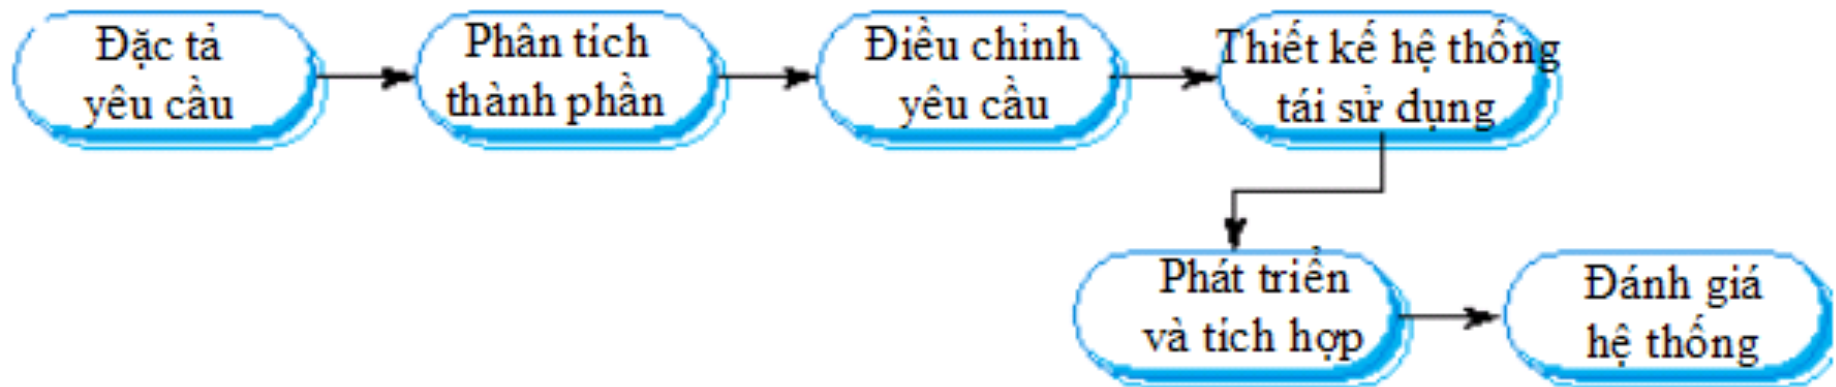 Đặc tả
yêu cầu
Phân tích
thành phần
Điều chỉnh
yêu cầu
Thiết kế hệ thống
tái sử dụng
Phát triển
và tích hợp
Đánh giá
hệ thống